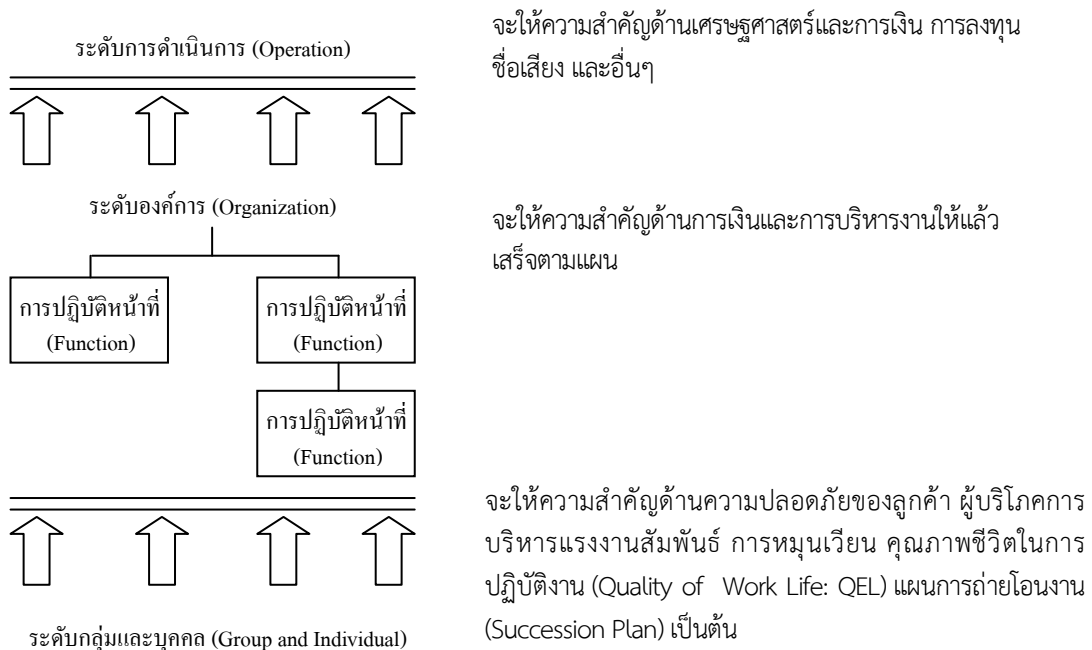 ระดับการดำเนินการ (Operation)
จะให้ความสำคัญด้านเศรษฐศาสตร์และการเงิน การลงทุน
ชื่อเสียง และอื่นๆ
ระดับองค์การ (Organization)
จะให้ความสำคัญด้านการเงินและการบริหารงานให้แล้ว
เสร็จตามแผน
การปฏิบัติหน้าที่
(Function)
การปฏิบัติหน้าที่
(Function)
การปฏิบัติหน้าที่
(Function)
จะให้ความสำคัญด้านความปลอดภัยของลูกค้า ผู้บริโภคการ
บริหารแรงงานสัมพันธ์ การหมุนเวียน คุณภาพชีวิตในการ
ปฏิบัติงาน (Quality of Work Life: QEL) แผนการถ่ายโอนงาน
(Succession Plan) เป็นต้น
ระดับกลุ่มและบุคคล (Group and Individual)